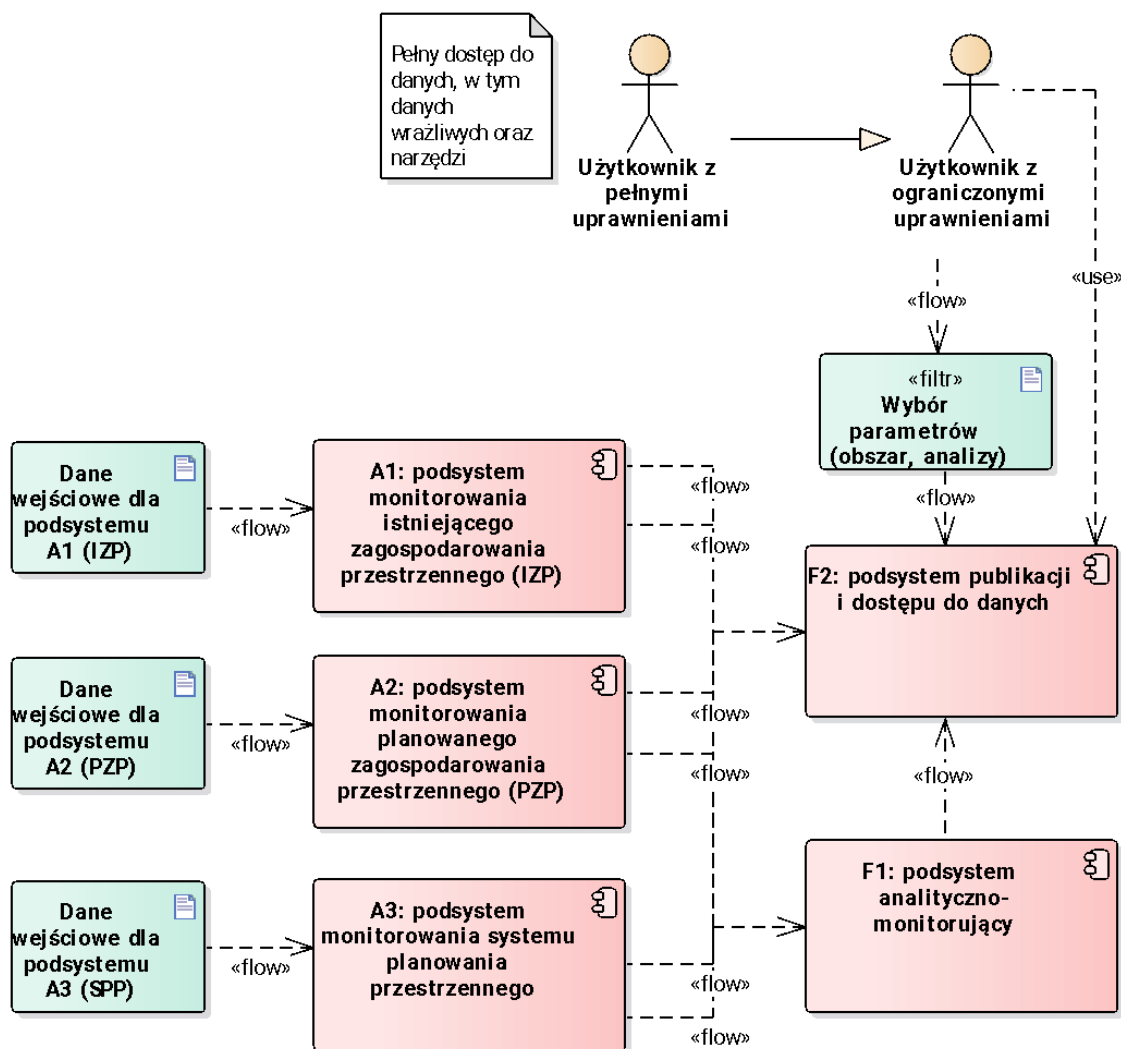 Pełny dostęp do
danych, w tym
danych
wrażliwych oraz
narzędzi
Użytkownik z
pełnymi
uprawnieniami
Użytkownik z
ograniczonymi
uprawnieniami
«flow»
«use»
«filtr»
Wybór
parametrów
(obszar, analizy)
«flow»
Dane
wejściowe dla
podsystemu
A1 (IZP)
«flow»
A1: podsystem
monitorowania
istniejącego
zagospodarowania
przestrzennego (IZP)
«flow»
«flow»
F2: podsystem publikacji
i dostępu do danych
Dane
wejściowe dla
podsystemu
A2 (PZP)
«flow»
A2: podsystem
monitorowania
planowanego
zagospodarowania
przestrzennego (PZP)
«flow»
«flow»
«flow»
F1: podsystem
analityczno-
monitorujący
Dane
wejściowe dla
podsystemu
A3 (SPP)
«flow»
A3: podsystem
monitorowania systemu
planowania
przestrzennego
«flow»
«flow»